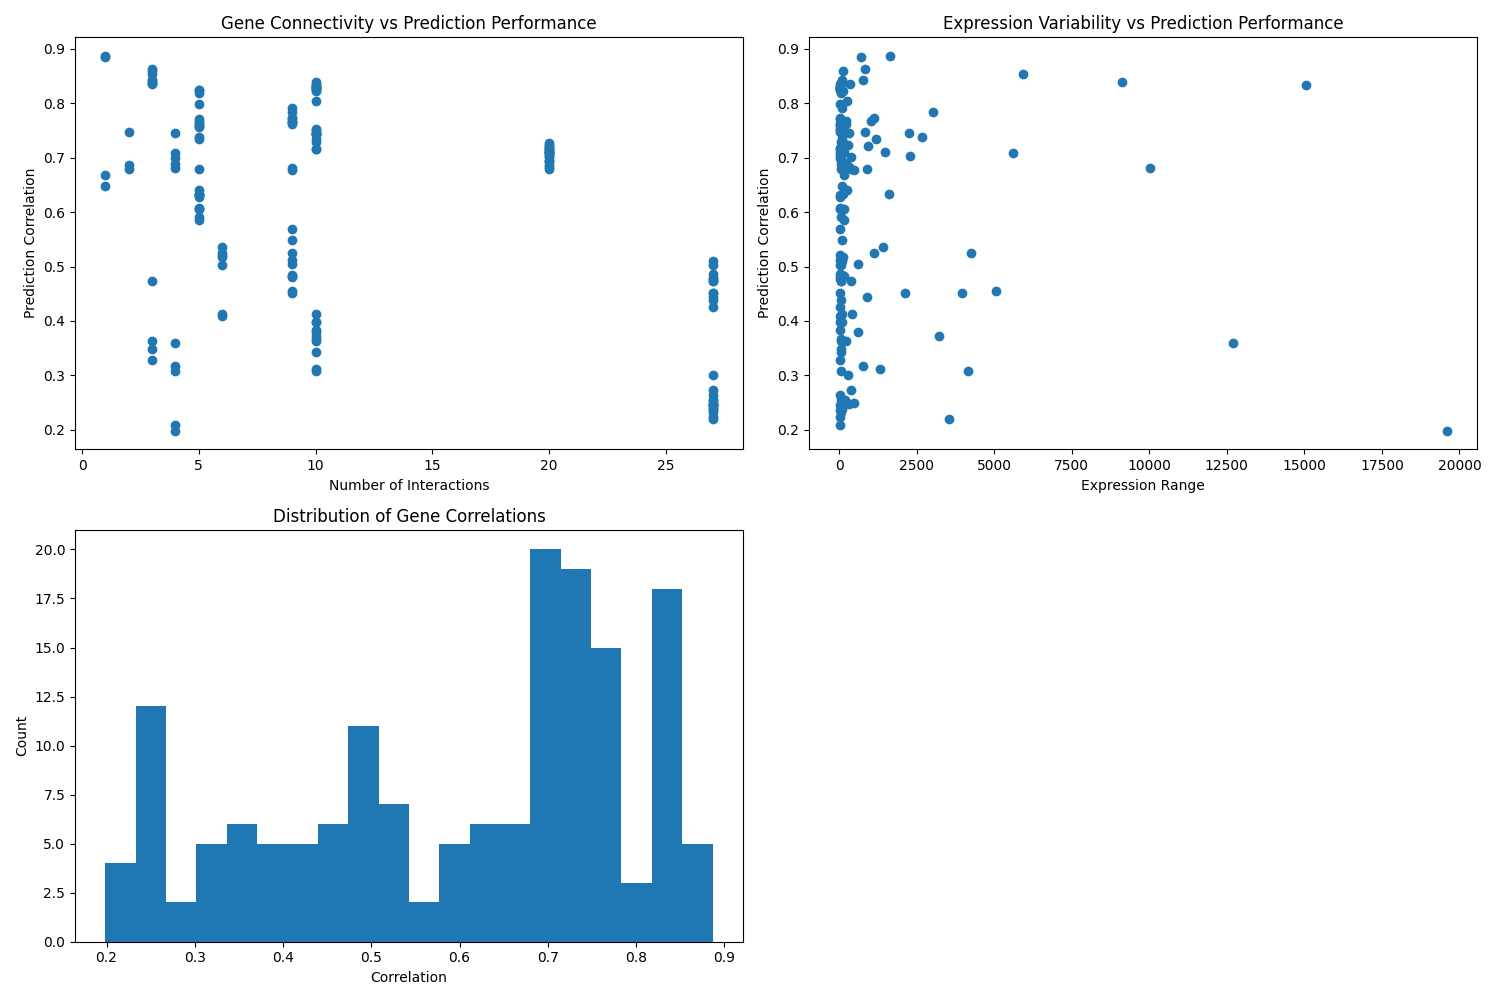 Gene Connectivity vs Prediction Performance
Prediction Correlation
0.9
0.8
0.7
0.6
0.5
0.4
0.3
0.2
0 5 10 15 20 25
Number of Interactions
Expression Variability vs Prediction Performance
Prediction Correlation
0.9
0.8
0.7
0.6
0.5
0.4
0.3
0.2
0 2500 5000 7500 10000 12500 15000 17500 20000
Expression Range
Distribution of Gene Correlations
Count
20.0
17.5
15.0
12.5
10.0
7.5
5.0
2.5
0.0
0.2 0.3 0.4 0.5 0.6 0.7 0.8 0.9
Correlation